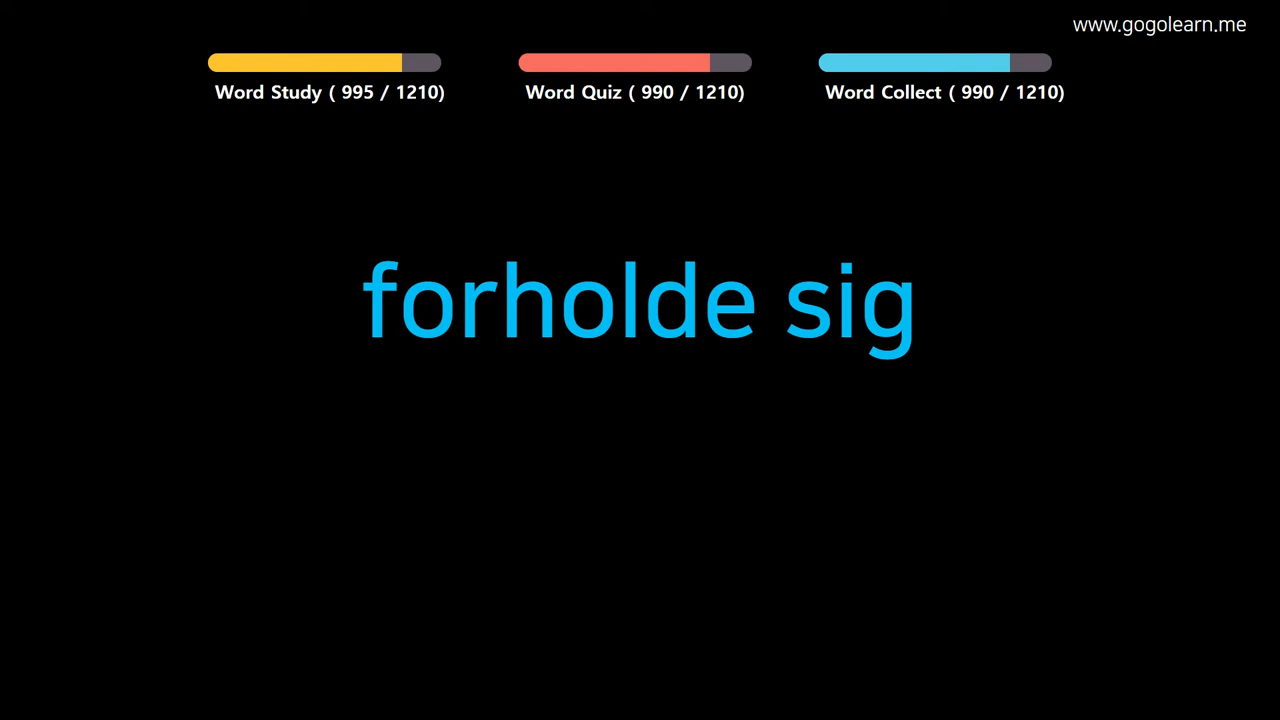 www.gogolearn.me
Word Study ( 995 / 1210)
Word Quiz ( 990 / 1210)
Word Collect ( 990 / 1210)
forholde sig